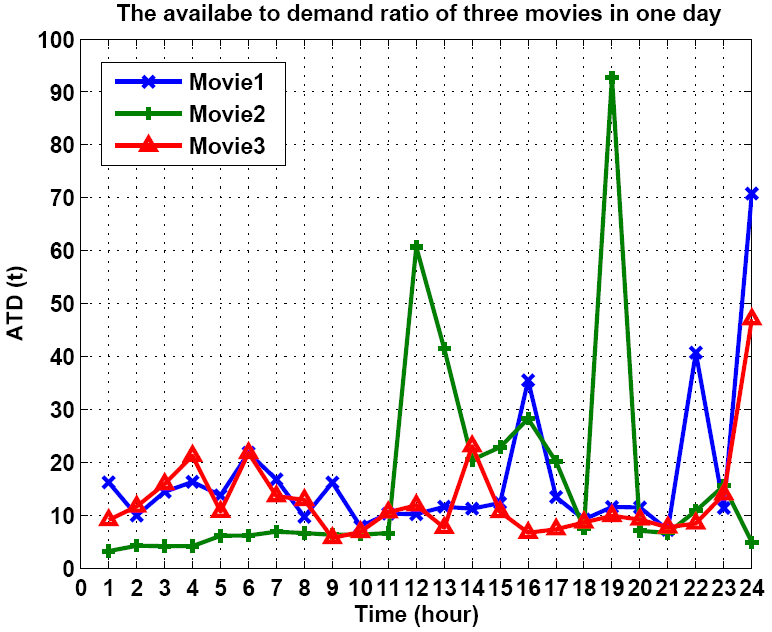 The availabe to demand ratio of three movies in one day
100
90
80
70
60
50
40
30
20
10
0
ATD (t)
Movie1
Movie2
Movie3
0 1 2 3 4 5 6 7 8 9 10 11 12 13 14 15 16 17 18 19 20 21 22 23 24
Time (hour)